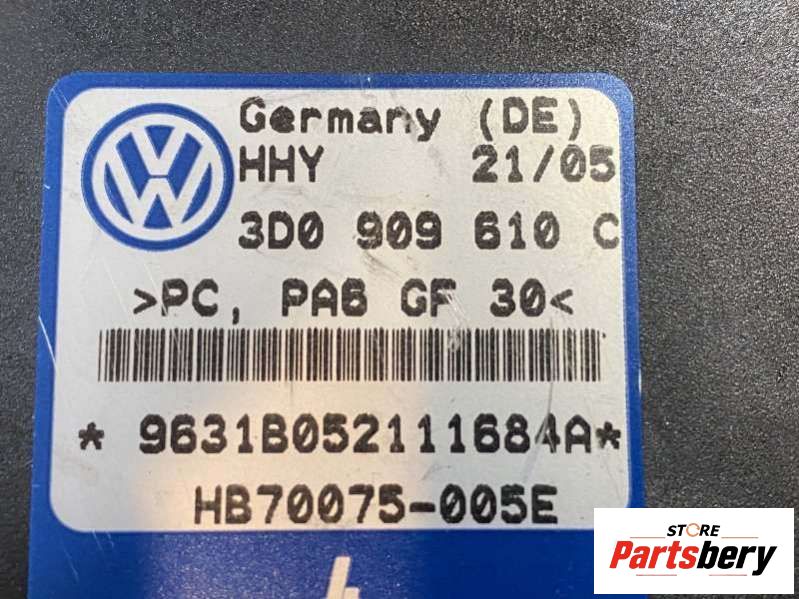 Germany (DE)
HHY 21/05
3D0 909 610 C
>PC, PA6 GF 30<
* 9631B052111684A*
HB70075-005E
STORE
Partsbery